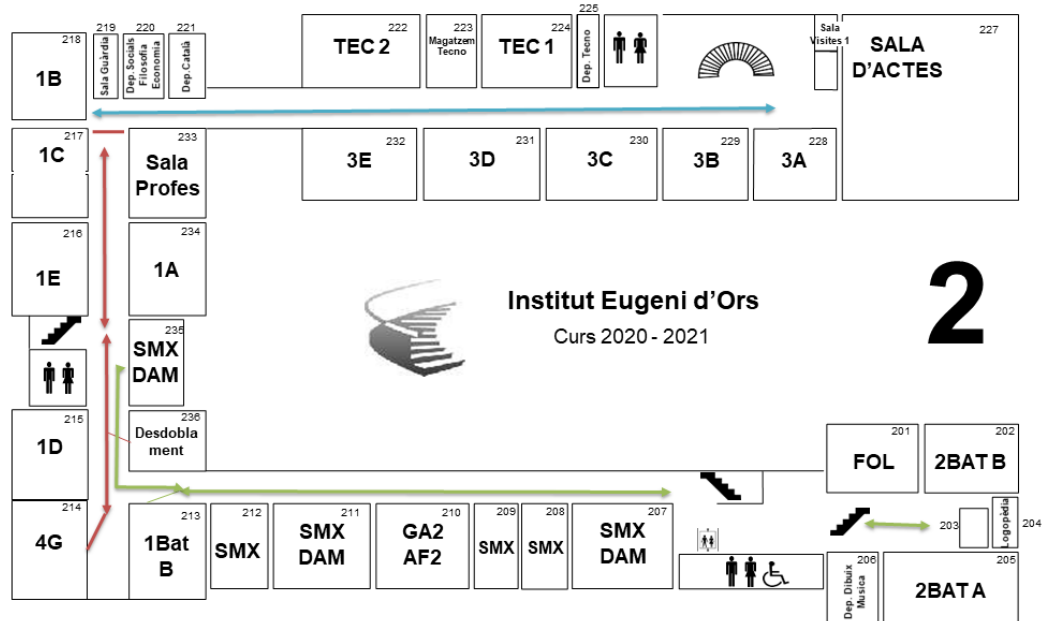 218
1B
219
Sala Guàrdia
220
Dep. Socials
Filosofia
Economia
221
Dep.Català
222
TEC 2
223
Magatzem
Tecno
224
TEC 1
225
Dep. Tecno
Sala
Visites 1
227
SALA
D'ACTES
217
1C
233
Sala
Profes
232
3E
231
3D
230
3C
229
3B
228
3A
216
1E
234
1A
Institut Eugeni d'Ors
Curs 2020 - 2021
2
235
SMX
DAM
215
1D
236
Desdobla
ment
201
FOL
202
2BAT B
214
4G
213
1Bat
B
212
SMX
211
SMX
DAM
210
GA2
AF2
209
SMX
208
SMX
207
SMX
DAM
203
Logopèdia
204
206
Dep. Dibuix
Musica
205
2BAT A